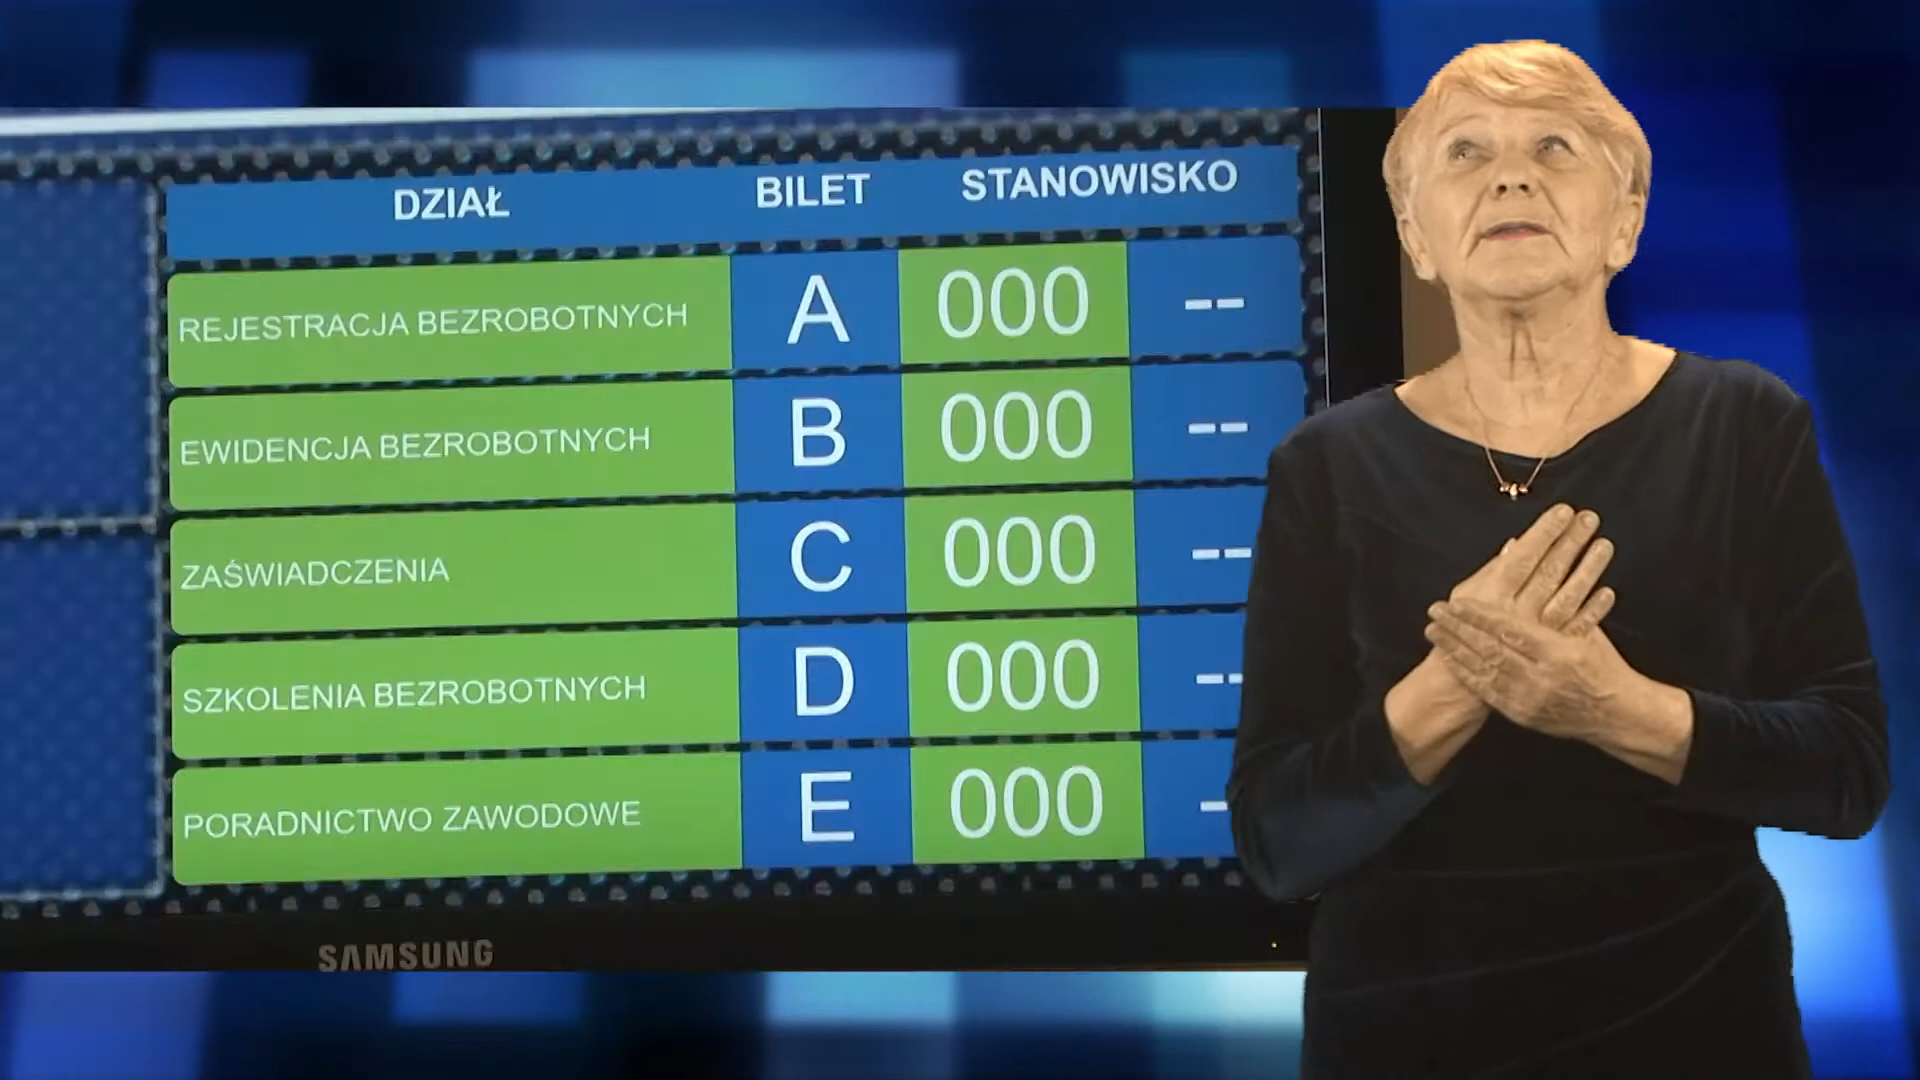 DZIAŁ BILET STANOWISKO
REJESTRACJA BEZROBOTNYCH A 000 --
EWIDENCJA BEZROBOTNYCH B 000 --
ZAŚWIADCZENIA C 000 --
SZKOLENIA BEZROBOTNYCH D 000 --
PORADNICTWO ZAWODOWE E 000 -
SAMSUNG